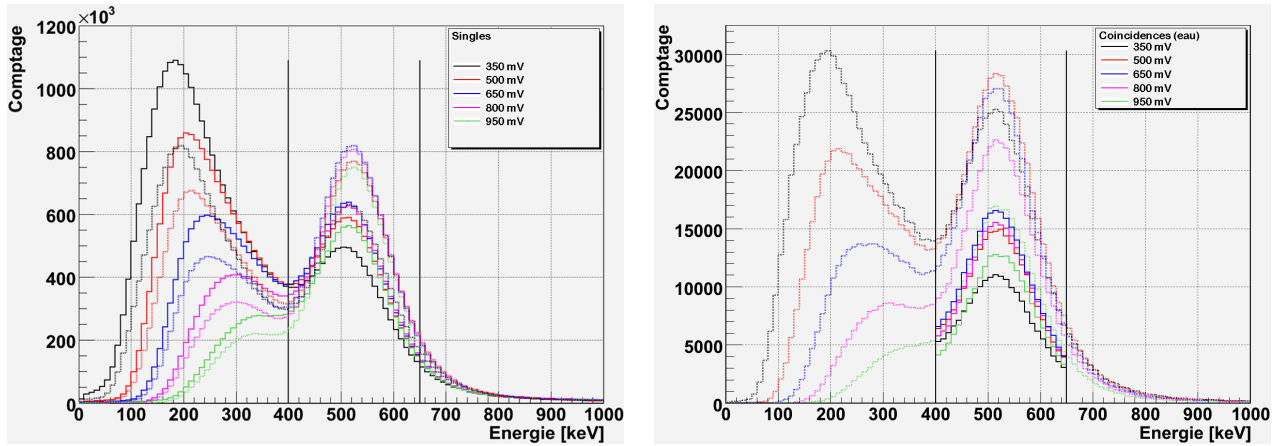 ×10³
1200
1000
800
600
400
200
0
Comptage
Singles
350 mV
500 mV
650 mV
800 mV
950 mV
0 100 200 300 400 500 600 700 800 900 1000
Energie [keV]
30000
25000
20000
15000
10000
5000
0
Comptage
Coincidences (eau)
350 mV
500 mV
650 mV
800 mV
950 mV
0 100 200 300 400 500 600 700 800 900 1000
Energie [keV]